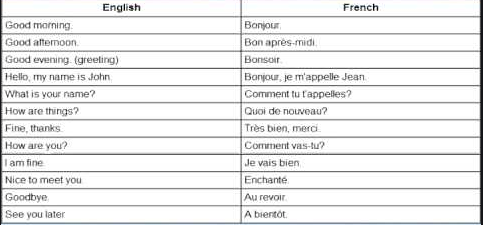 English French
Good morning. Bonjour.
Good afternoon. Bon après-midi.
Good evening. (greeting) Bonsoir.
Hello, my name is John. Bonjour, je m'appelle Jean.
What is your name? Comment tu t'appelles?
How are things? Quoi de nouveau?
Fine, thanks. Très bien, merci.
How are you? Comment vas-tu?
I am fine. Je vais bien.
Nice to meet you. Enchanté.
Goodbye. Au revoir.
See you later. A bientôt.